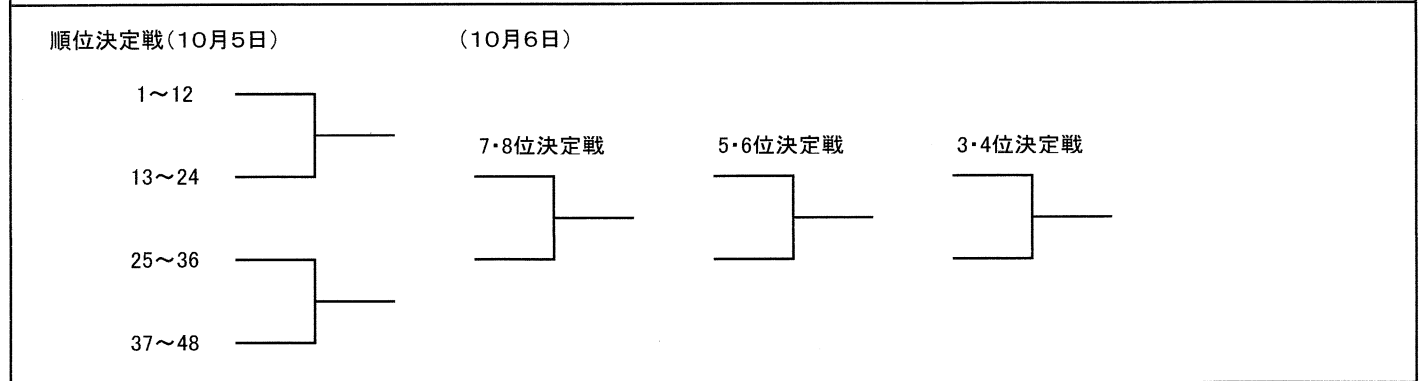 順位決定戦(10月5日)
(10月6日)
1～12
7・8位決定戦
5・6位決定戦
3・4位決定戦
13～24
25～36
37～48